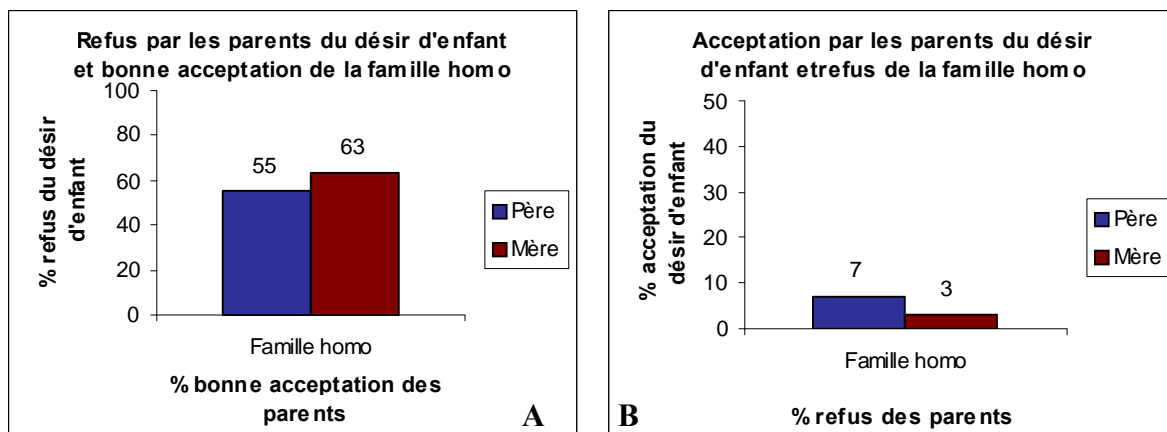 Refus par les parents du désir d'enfant
et bonne acceptation de la famille homo
% refus du désir
d'enfant
100
80
60
40
20
0
55
63
Père
Mère
Famille homo
% bonne acceptation des
parents
A
Acceptation par les parents du désir
d'enfant etrefus de la famille homo
% acceptation du
désir d'enfant
50
40
30
20
10
0
7
3
Père
Mère
Famille homo
B
% refus des parents